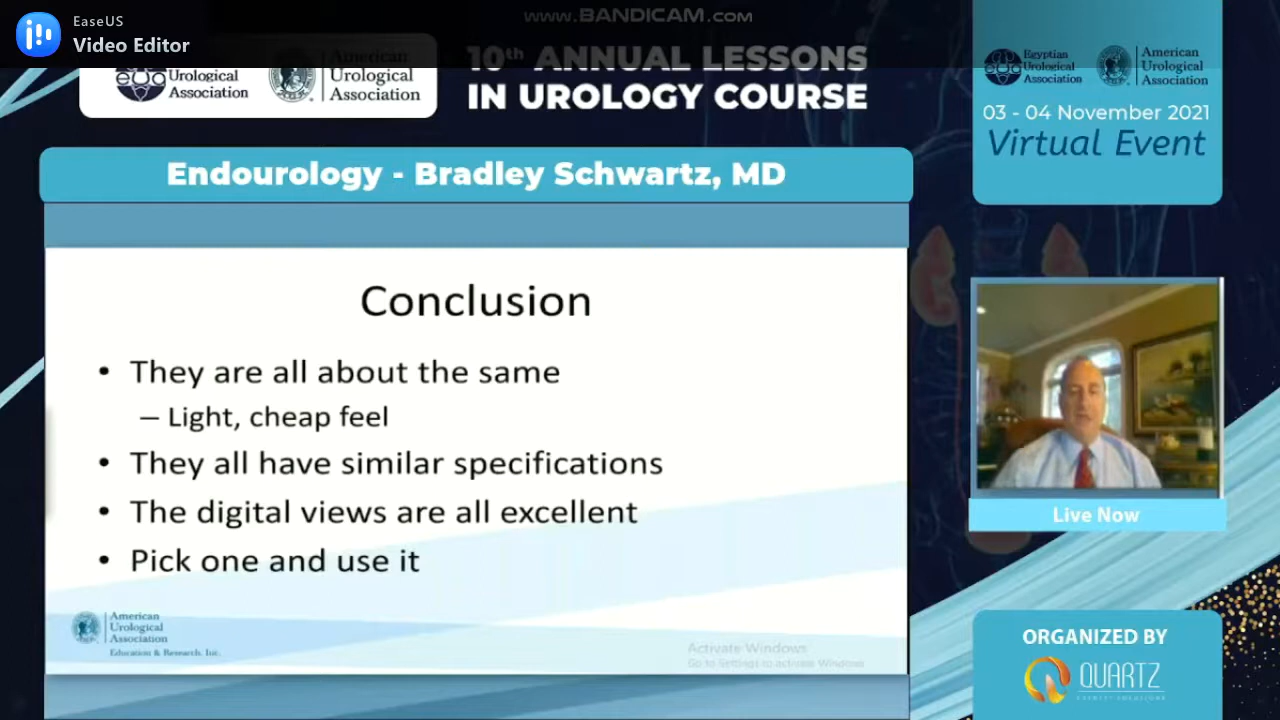 EaseUS
Video Editor
WWW.BANDICAM.COM
Urological
Association
American
Urological
Association
10th ANNUAL LESSONS
IN UROLOGY COURSE
Egyptian
Urological
Association
American
Urological
Association
03 - 04 November 2021
Virtual Event
Endourology - Bradley Schwartz, MD
Conclusion
• They are all about the same
– Light, cheap feel
• They all have similar specifications
• The digital views are all excellent
• Pick one and use it
American
Urological
Association
Education & Research, Inc.
Activate Windows
Go to Settings to activate Windows
Live Now
ORGANIZED BY
QUARTZ